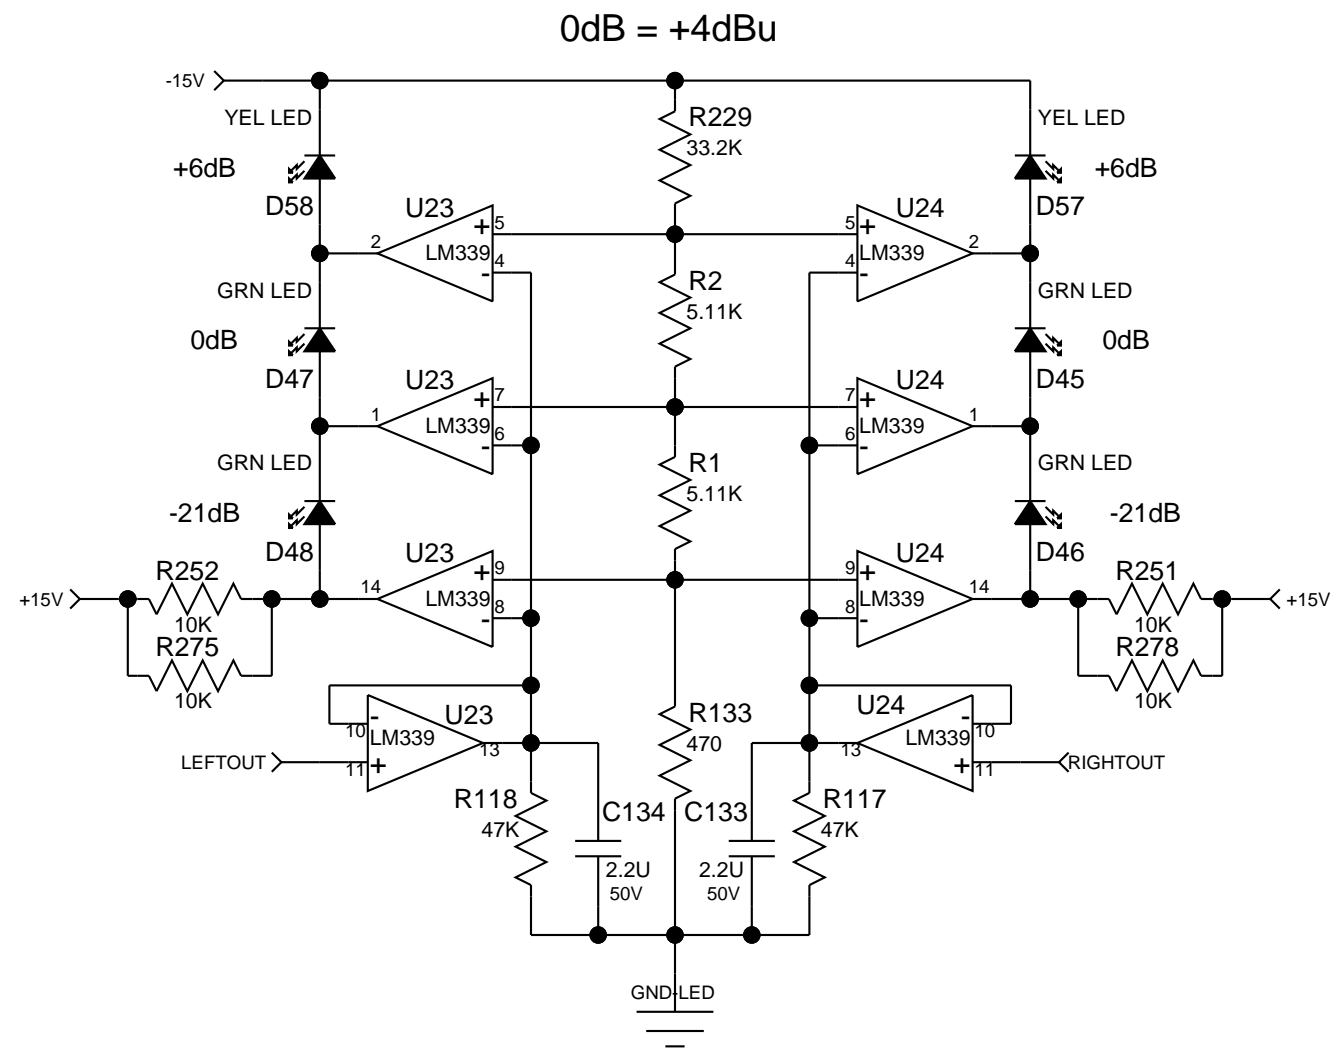 0dB = +4dBu
-15V
YEL LED
YEL LED
R229
33.2K
+6dB
+6dB
D58
D57
U23
U24
+ 5
5 +
2
LM339
LM339
2
- 4
4 -
GRN LED
GRN LED
R2
5.11K
0dB
0dB
D47
D45
U23
U24
+ 7
7 +
1
LM339
LM339
1
- 6
6 -
GRN LED
GRN LED
R1
5.11K
-21dB
-21dB
D48
D46
U23
U24
R252
R251
+ 9
9 +
+15V
14
LM339
LM339
14
+15V
- 8
8 -
10K
10K
R275
R278
10K
10K
U23
R133
U24
- 10
- 10
LM339
470
LM339
13
13
LEFTOUT
11 +
+ 11
RIGHTOUT
R118
47K
C134
C133
R117
47K
2.2U
50V
2.2U
50V
GND-LED